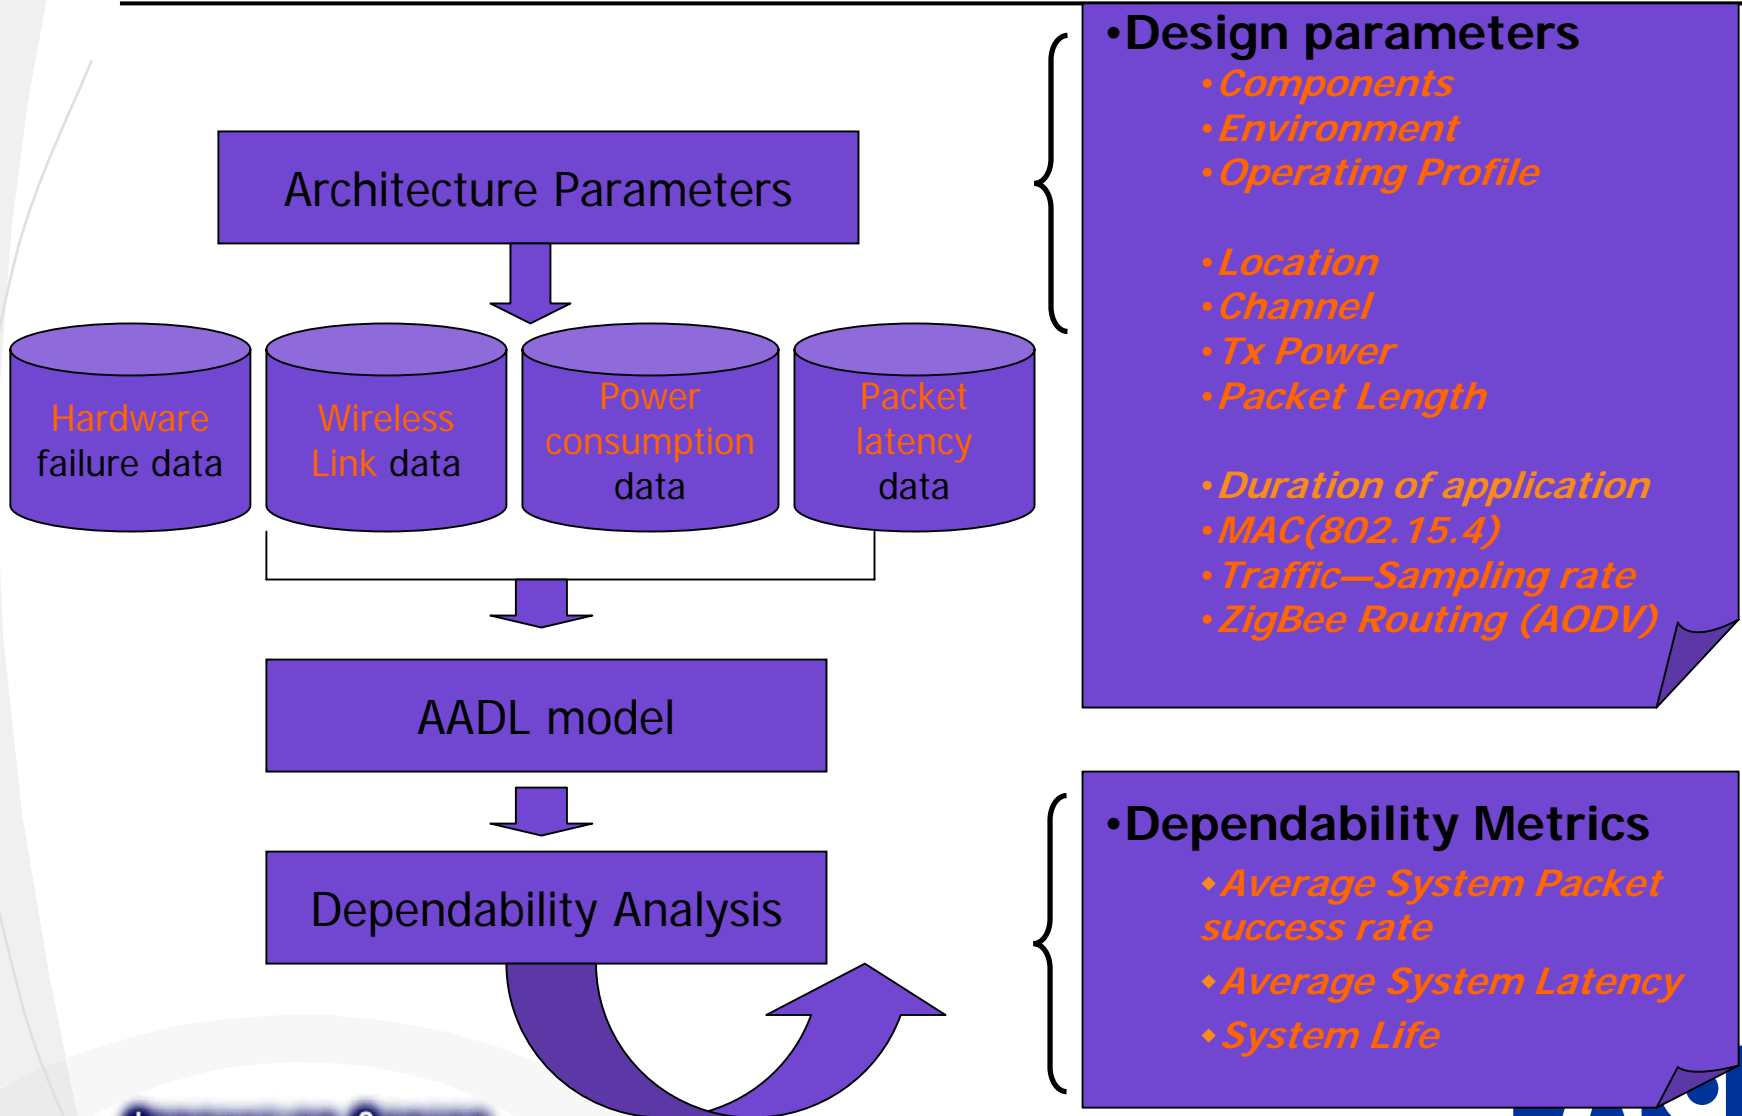 Architecture Parameters
Hardware
failure data
Wireless
Link data
Power
consumption
data
Packet
latency
data
AADL model
Dependability Analysis
•Design parameters
•Components
•Environment
•Operating Profile
•Location
•Channel
•Tx Power
•Packet Length
•Duration of application
•MAC(802.15.4)
•Traffic—Sampling rate
•ZigBee Routing (AODV)
•Dependability Metrics
◆Average System Packet
success rate
◆Average System Latency
◆System Life